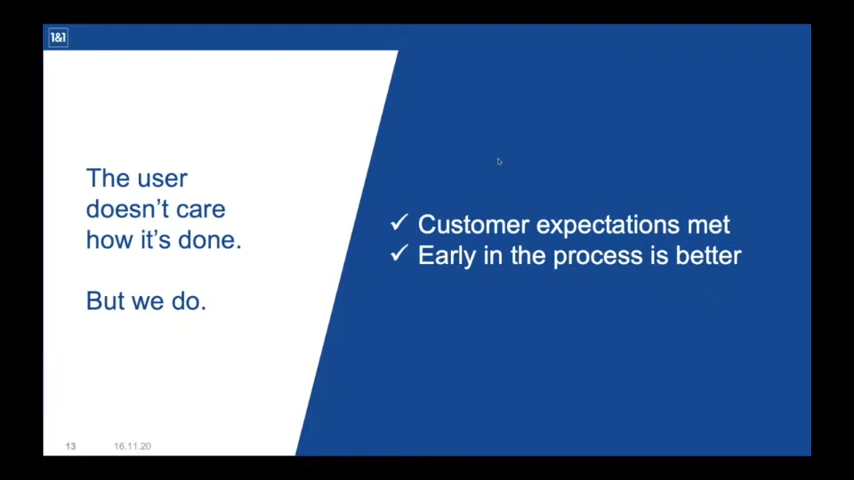 1&1
The user
doesn't care
how it's done.
But we do.
✓ Customer expectations met
✓ Early in the process is better
13 16.11.20